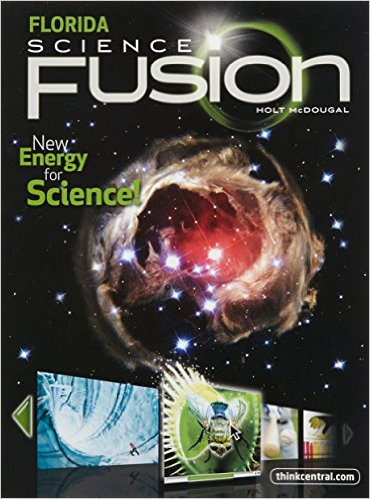 FLORIDA
SCIENCE
FUSION
HOLT McDOUGAL
New
Energy
for
Science!
thinkcentral.com